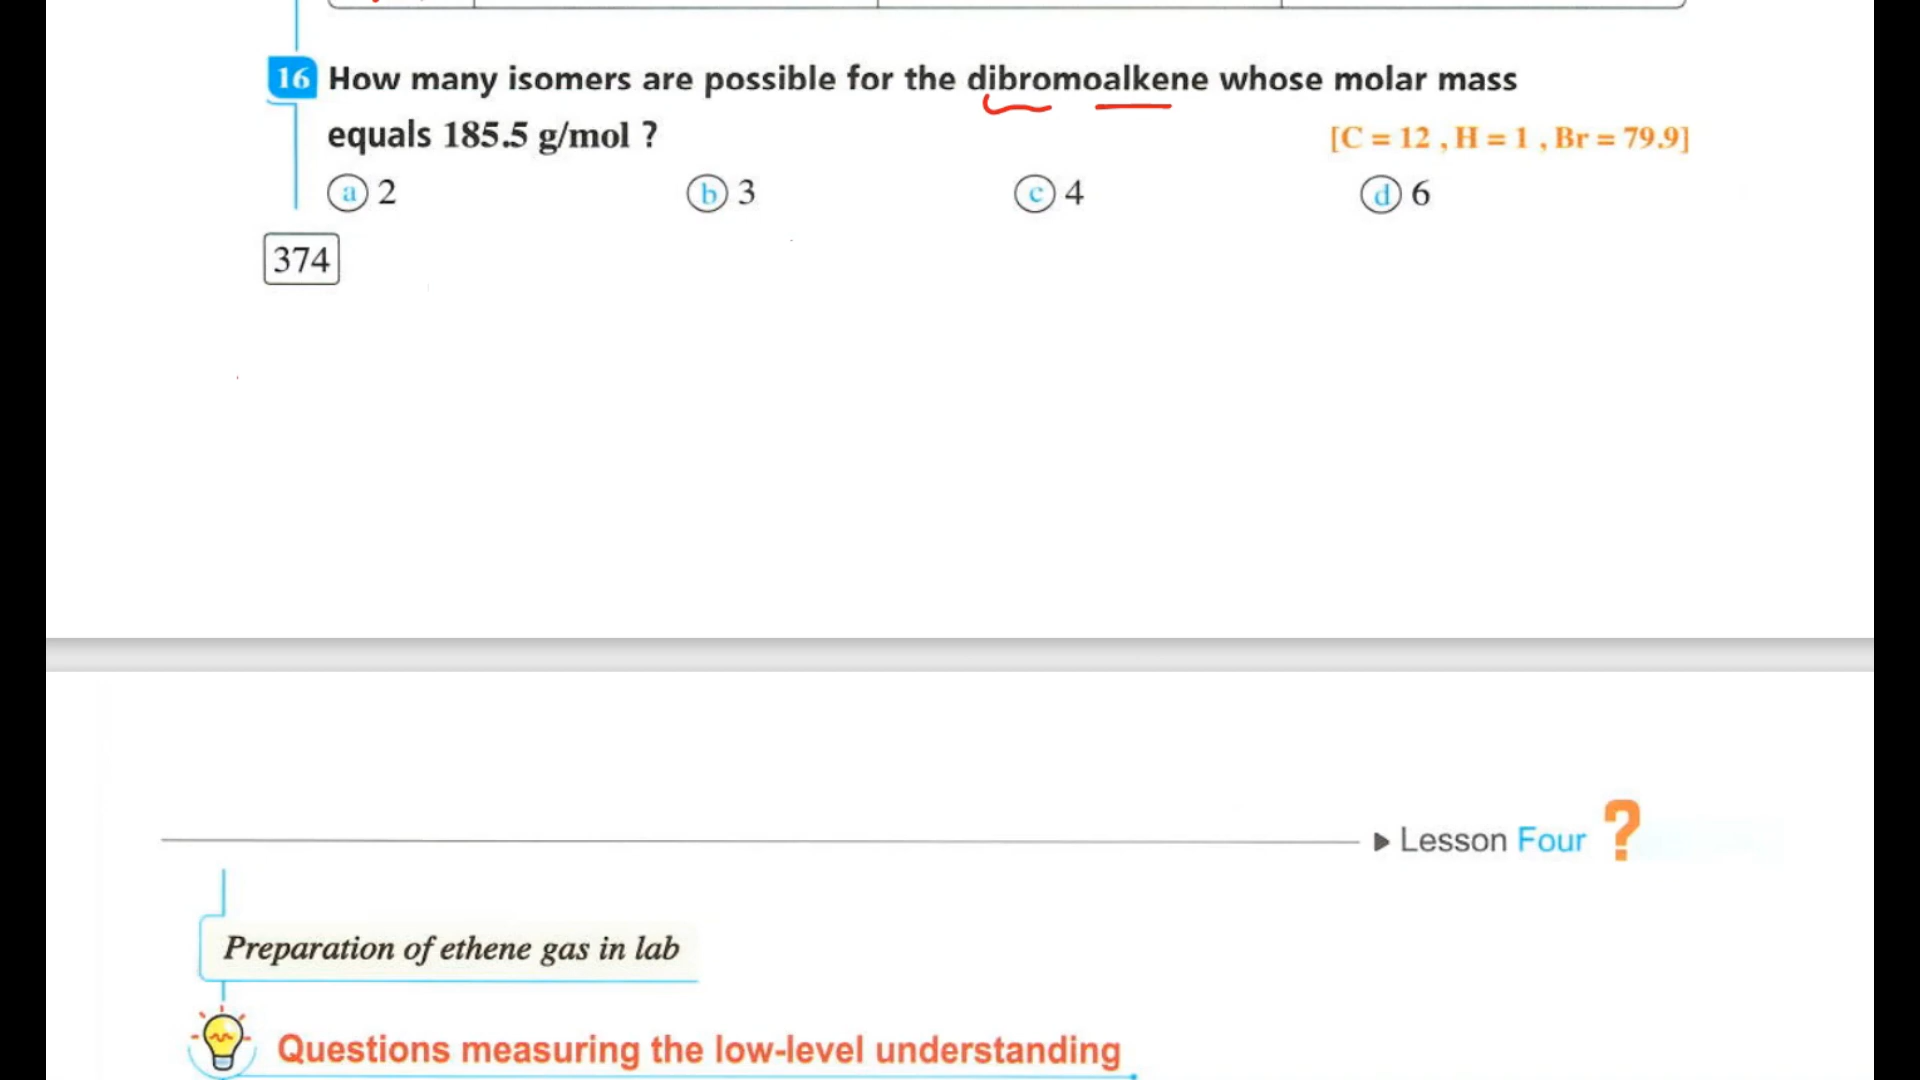 16 How many isomers are possible for the dibromoalkene whose molar mass
equals 185.5 g/mol ? [C = 12 , H = 1 , Br = 79.9]
a 2 b 3 c 4 d 6
374
Lesson Four ?
Preparation of ethene gas in lab
Questions measuring the low-level understanding